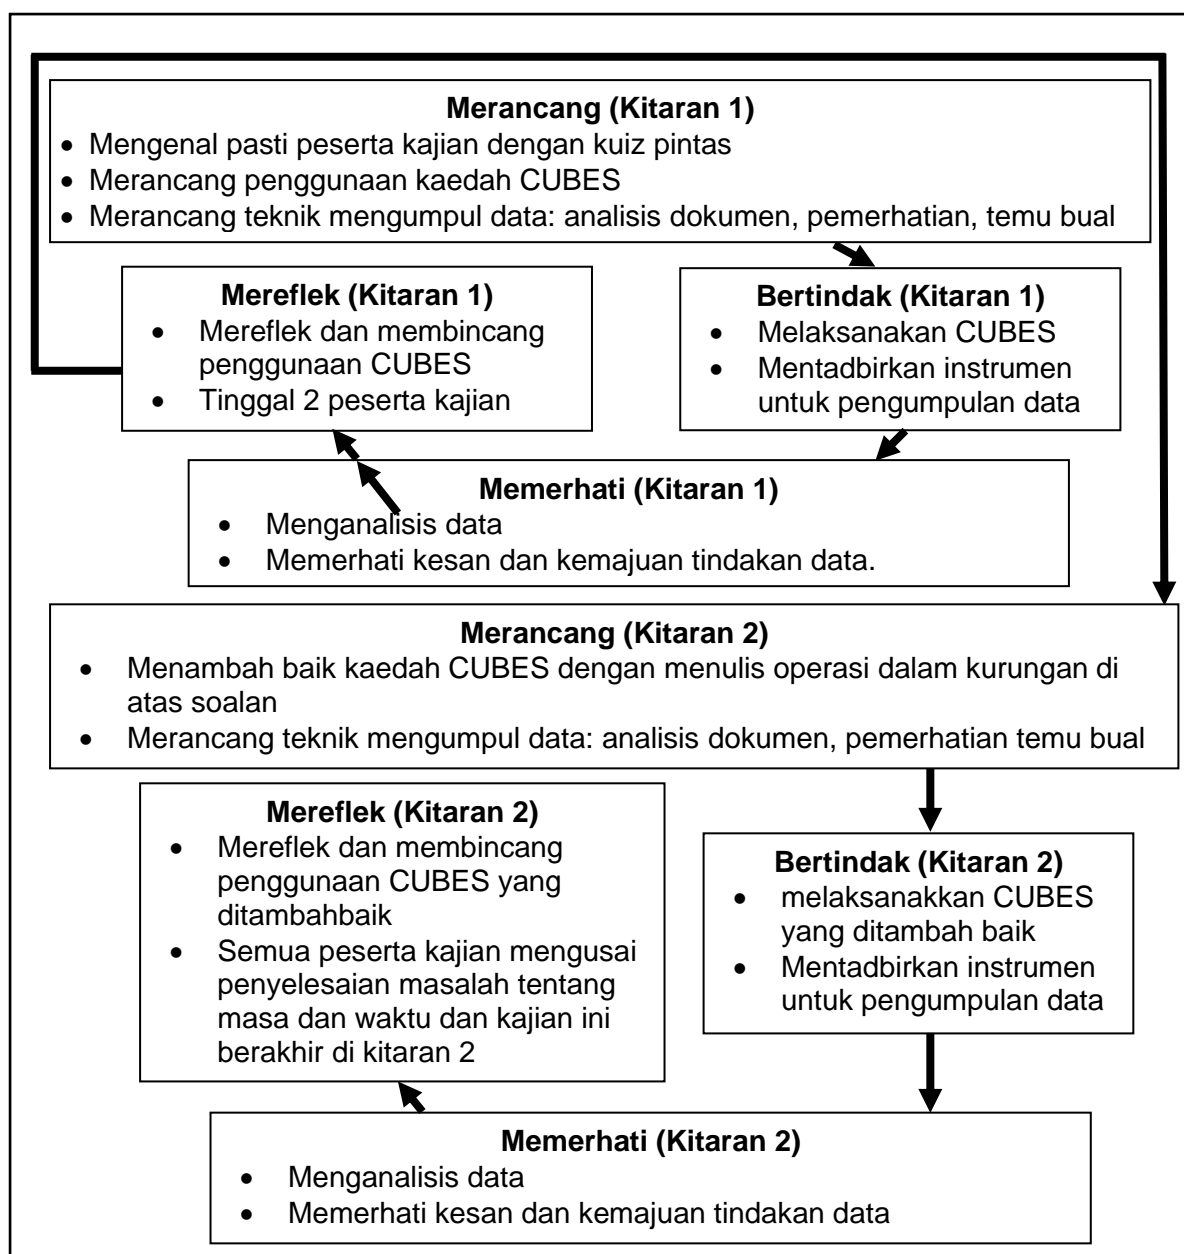 Merancang (Kitaran 1)
• Mengenal pasti peserta kajian dengan kuiz pintas
• Merancang penggunaan kaedah CUBES
• Merancang teknik mengumpul data: analisis dokumen, pemerhatian, temu bual
Mereflek (Kitaran 1)
• Mereflek dan membincang
penggunaan CUBES
• Tinggal 2 peserta kajian
Bertindak (Kitaran 1)
• Melaksanakan CUBES
• Mentadbirkan instrumen
untuk pengumpulan data
Memerhati (Kitaran 1)
• Menganalisis data
• Memerhati kesan dan kemajuan tindakan data.
Merancang (Kitaran 2)
• Menambah baik kaedah CUBES dengan menulis operasi dalam kurungan di
atas soalan
• Merancang teknik mengumpul data: analisis dokumen, pemerhatian temu bual
Mereflek (Kitaran 2)
• Mereflek dan membincang
penggunaan CUBES yang
ditambahbaik
• Semua peserta kajian mengusai
penyelesaian masalah tentang
masa dan waktu dan kajian ini
berakhir di kitaran 2
Bertindak (Kitaran 2)
• melaksanakkan CUBES
yang ditambah baik
• Mentadbirkan instrumen
untuk pengumpulan data
Memerhati (Kitaran 2)
• Menganalisis data
• Memerhati kesan dan kemajuan tindakan data